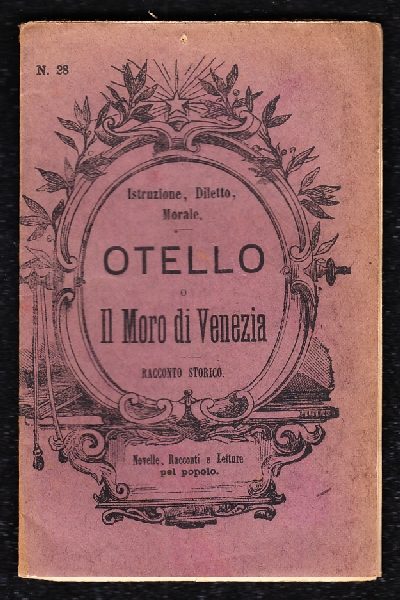 N. 28
Istruzione, Diletto,
Morale.
OTELLO
o
Il Moro di Venezia
RACCONTO STORICO.
Novelle, Racconti e Letture
pel popolo.